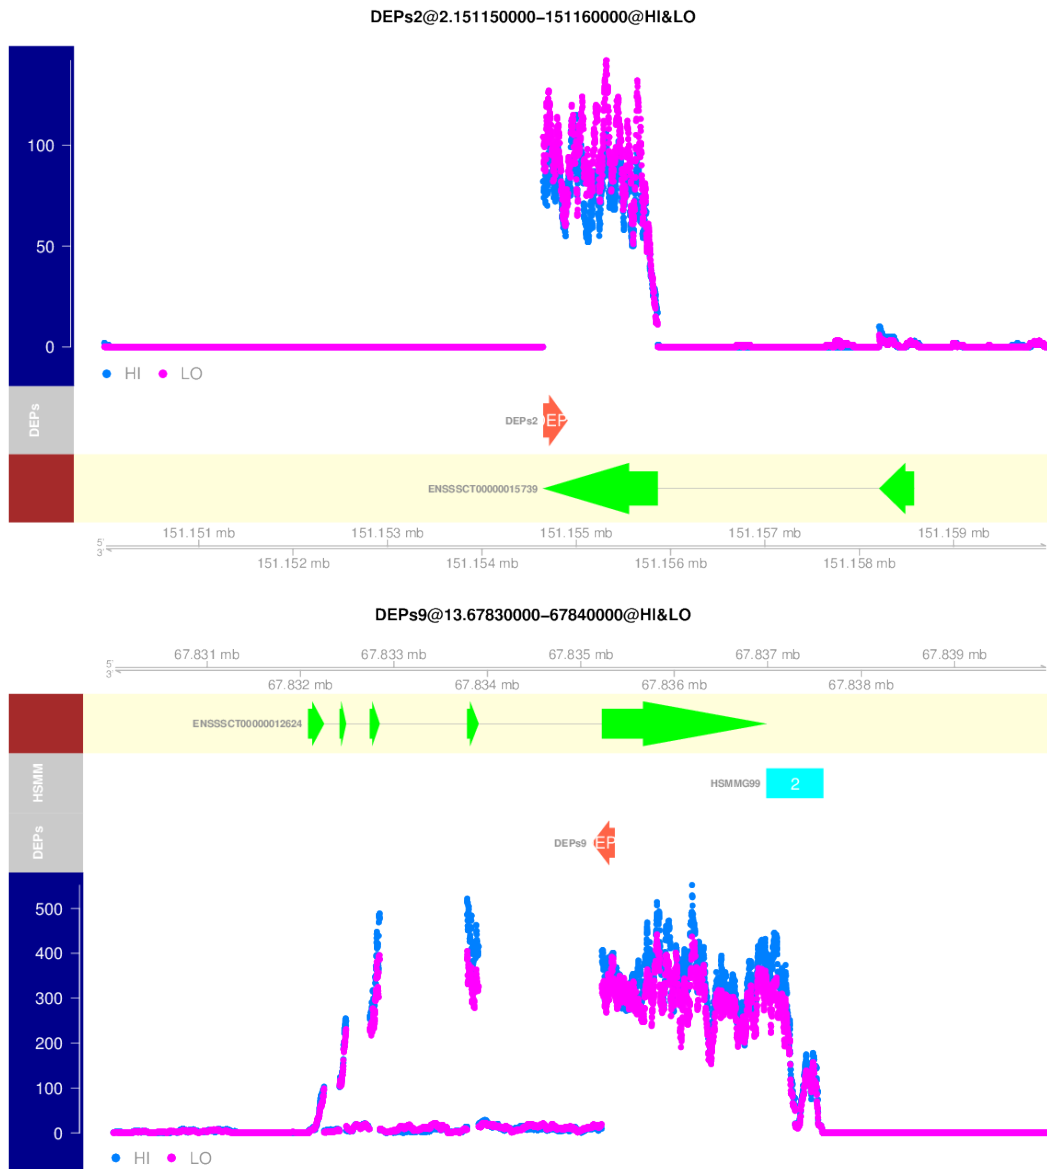 DEPs2@2.151150000−151160000@HI&LO
100
50
0
HI LO
DEPs
DEPs2
DEP
ENSSSCT00000015739
151.151 mb 151.153 mb 151.155 mb 151.157 mb 151.159 mb
5'
3'
151.152 mb 151.154 mb 151.156 mb 151.158 mb
DEPs9@13.67830000−67840000@HI&LO
67.831 mb 67.833 mb 67.835 mb 67.837 mb 67.839 mb
5'
3'
67.832 mb 67.834 mb 67.836 mb 67.838 mb
ENSSSCT00000012624
HSMM
HSMMG99
2
DEPs
DEPs9
EP
500
400
300
200
100
0
HI LO